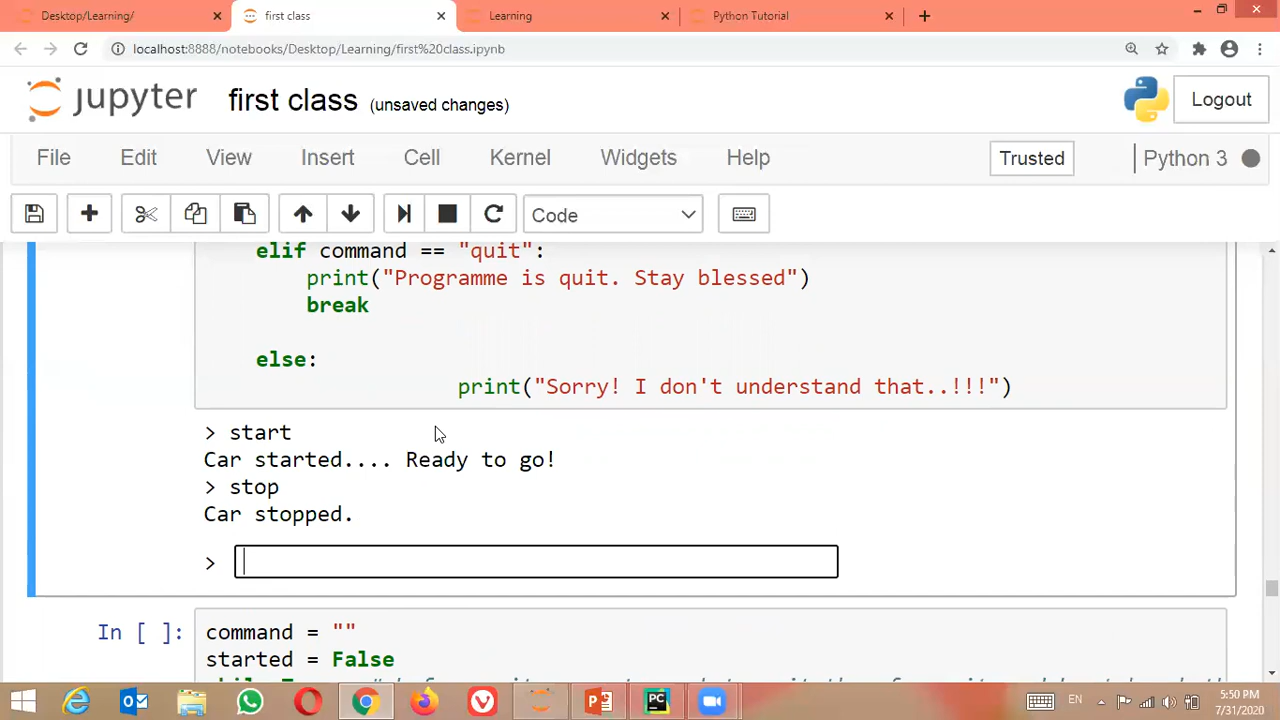 Desktop/Learning/
first class
Learning
Python Tutorial
localhost:8888/notebooks/Desktop/Learning/first%20class.ipynb
jupyter first class (unsaved changes) Logout
File Edit View Insert Cell Kernel Widgets Help Trusted Python 3
Code
elif command == "quit":
print("Programme is quit. Stay blessed")
break
else:
print("Sorry! I don't understand that..!!!")
> start
Car started.... Ready to go!
> stop
Car stopped.
>
In [ ]: command = ""
started = False
EN
5:50 PM
7/31/2020